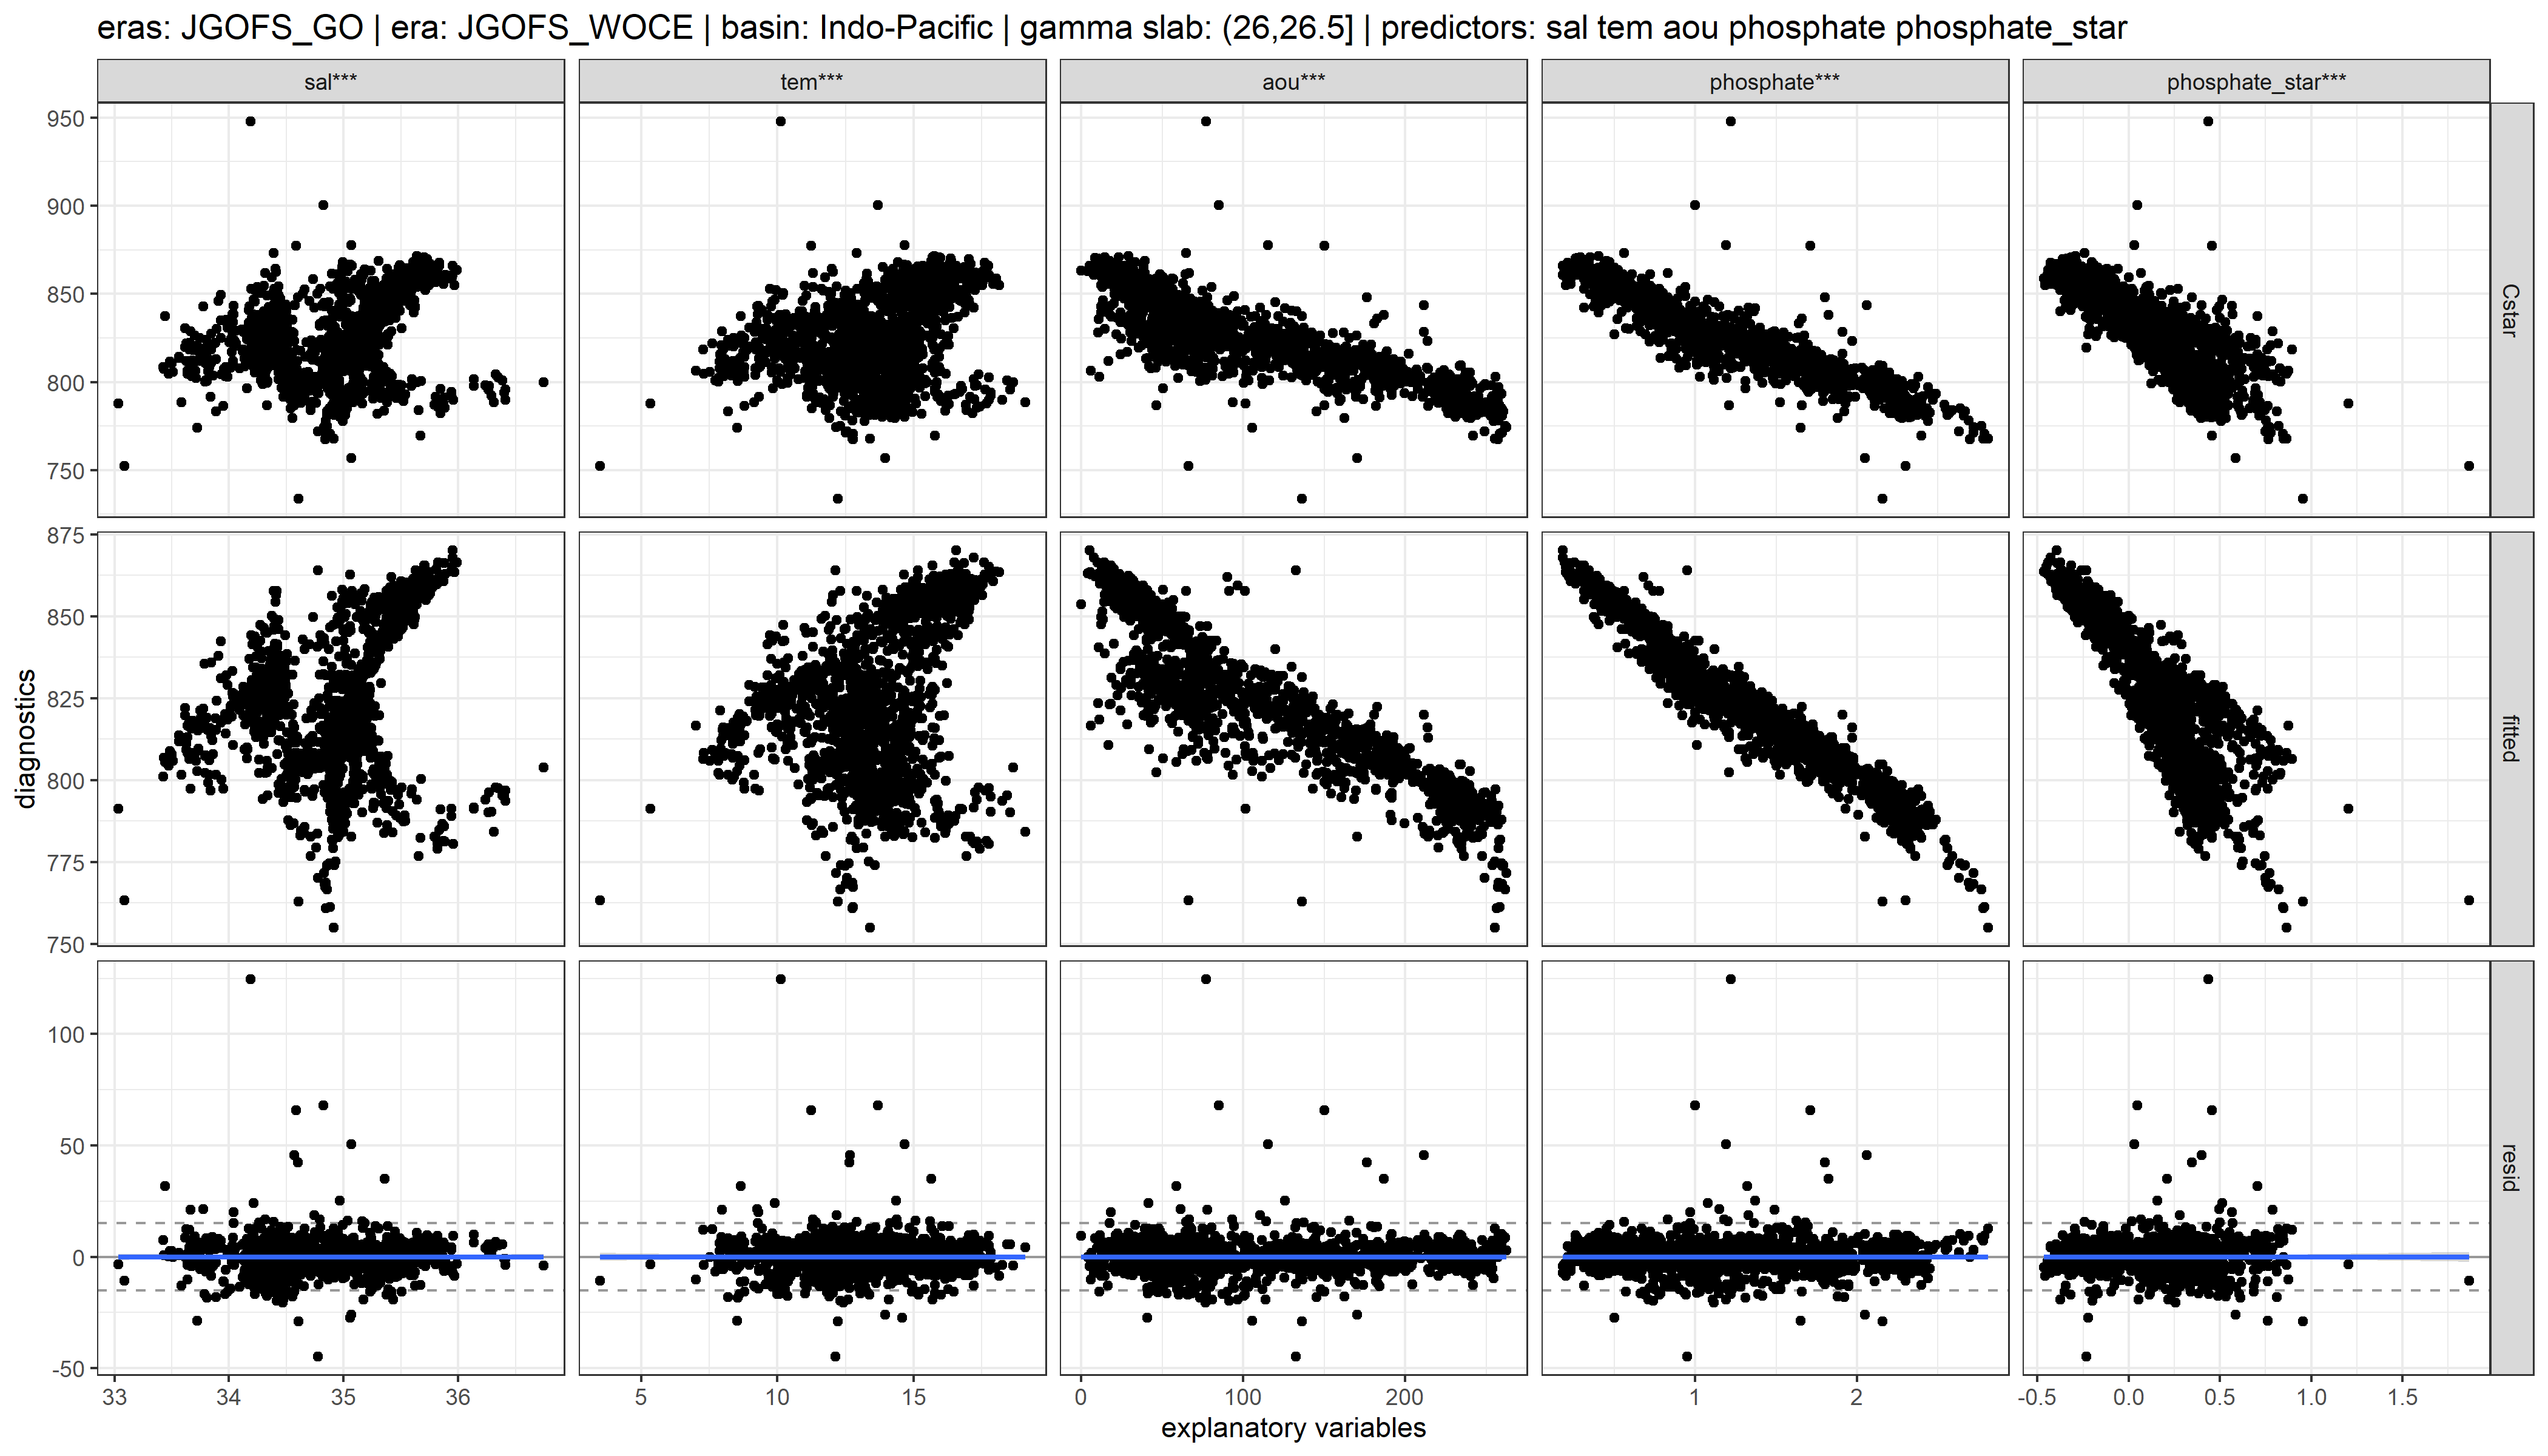 eras: JGOFS_GO | era: JGOFS_WOCE | basin: Indo-Pacific | gamma slab: (26,26.5] | predictors: sal tem aou phosphate phosphate_star
sal*** tem*** aou*** phosphate*** phosphate_star***
950
900
850
800
750
Cstar
875
850
825
800
775
750
fitted
diagnostics
100
50
0
-50
resid
33 34 35 36 5 10 15 0 100 200 1 2 -0.5 0.0 0.5 1.0 1.5
explanatory variables